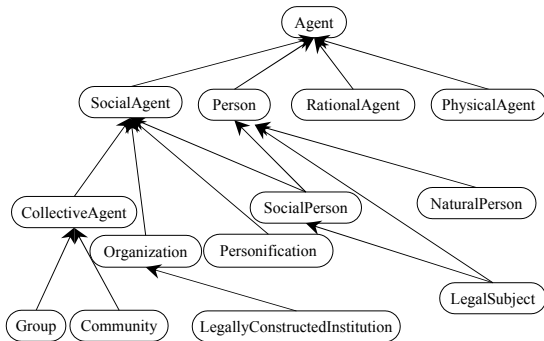 Agent
SocialAgent
Person
RationalAgent
PhysicalAgent
CollectiveAgent
SocialPerson
NaturalPerson
Organization
Personification
LegalSubject
Group
Community
LegallyConstructedInstitution